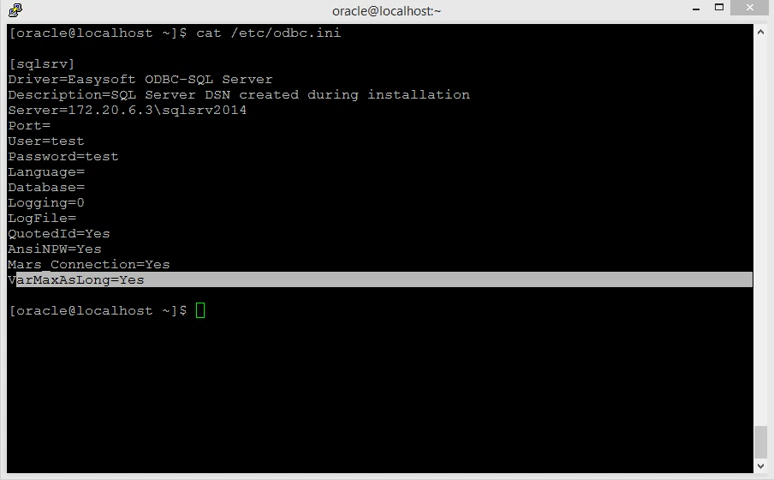 oracle@localhost:~
[oracle@localhost ~]$ cat /etc/odbc.ini
[sqlsrv]
Driver=Easysoft ODBC-SQL Server
Description=SQL Server DSN created during installation
Server=172.20.6.3\sqlsrv2014
Port=
User=test
Password=test
Language=
Database=
Logging=0
LogFile=
QuotedId=Yes
AnsiNPW=Yes
Mars_Connection=Yes
VarMaxAsLong=Yes
[oracle@localhost ~]$